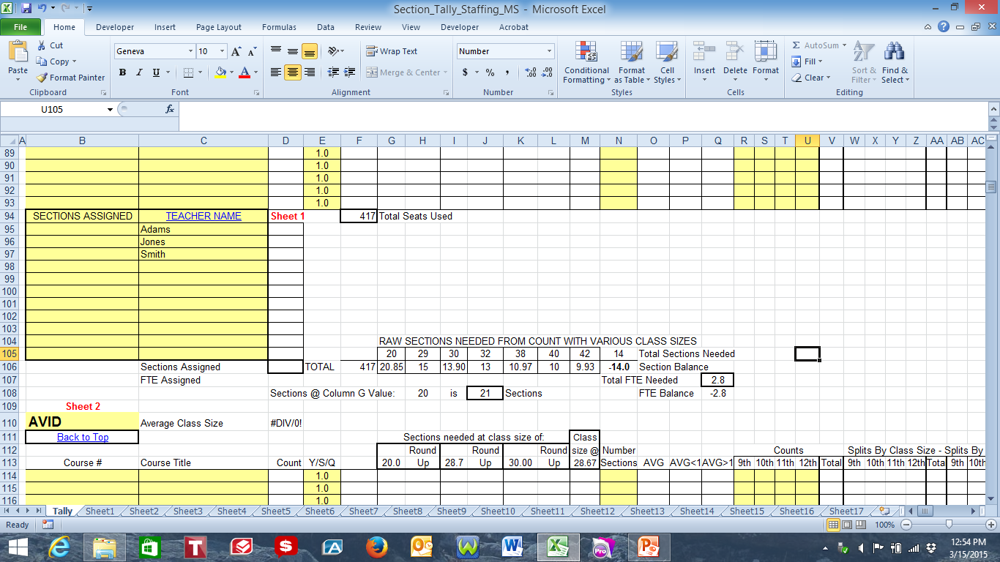 Section_Tally_Staffing_MS - Microsoft Excel
File Home Developer Insert Page Layout Formulas Data Review View Developer Acrobat
Paste Cut Copy Format Painter
Geneva 10 B I U
Wrap Text Merge & Center
Number $ % ,
Conditional Formatting Format as Table Cell Styles
Insert Delete Format
Σ AutoSum Fill Clear Sort & Filter Find & Select
Clipboard Font Alignment Number Styles Cells Editing
U105 fx
A B C D E F G H I J K L M N O P Q R S T U V W X Y Z AA AB AC
89 1.0
90 1.0
91 1.0
92 1.0
93 1.0
94 SECTIONS ASSIGNED TEACHER NAME Sheet 1 417 Total Seats Used
95 Adams
96 Jones
97 Smith
98
99
100
101
102
103
104 RAW SECTIONS NEEDED FROM COUNT WITH VARIOUS CLASS SIZES
105 20 29 30 32 38 40 42 14 Total Sections Needed
106 Sections Assigned TOTAL 417 20.85 15 13.90 13 10.97 10 9.93 -14.0 Section Balance
107 FTE Assigned Total FTE Needed 2.8
108 Sections @ Column G Value: 20 is 21 Sections FTE Balance -2.8
109 Sheet 2
110 AVID Average Class Size #DIV/0!
111 Back to Top Sections needed at class size of: Class
112 Round Round Round size @ Number Counts Splits By Class Size - Splits By
113 Course # Course Title Count Y/S/Q 20.0 Up 28.7 Up 30.00 Up 28.67 Sections AVG AVG<1 AVG>1 9th 10th 11th 12th Total 9th 10th 11th 12th Total 9th 10th
114 1.0
115 1.0
116 1.0
Tally Sheet1 Sheet2 Sheet3 Sheet4 Sheet5 Sheet6 Sheet7 Sheet8 Sheet9 Sheet10 Sheet11 Sheet12 Sheet13 Sheet14 Sheet15 Sheet16 Sheet17
Ready 100%
12:54 PM
3/15/2015